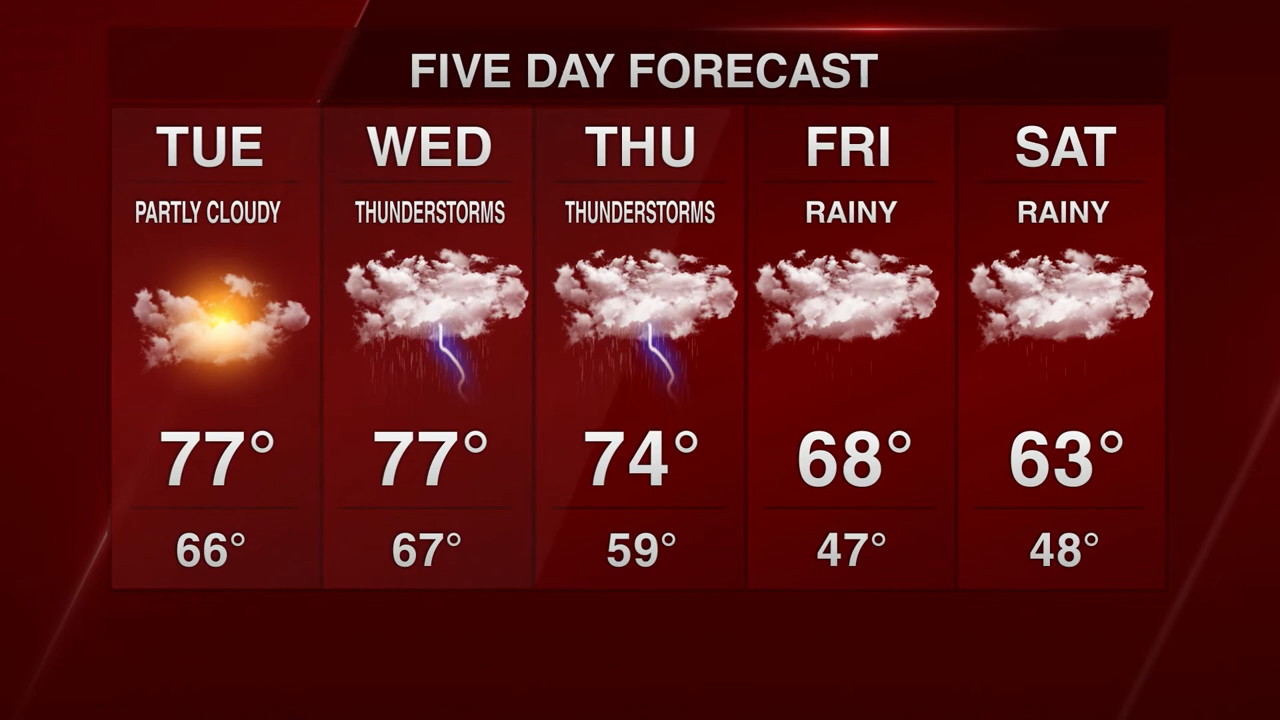 FIVE DAY FORECAST
TUE WED THU FRI SAT
PARTLY CLOUDY THUNDERSTORMS THUNDERSTORMS RAINY RAINY
77° 77° 74° 68° 63°
66° 67° 59° 47° 48°